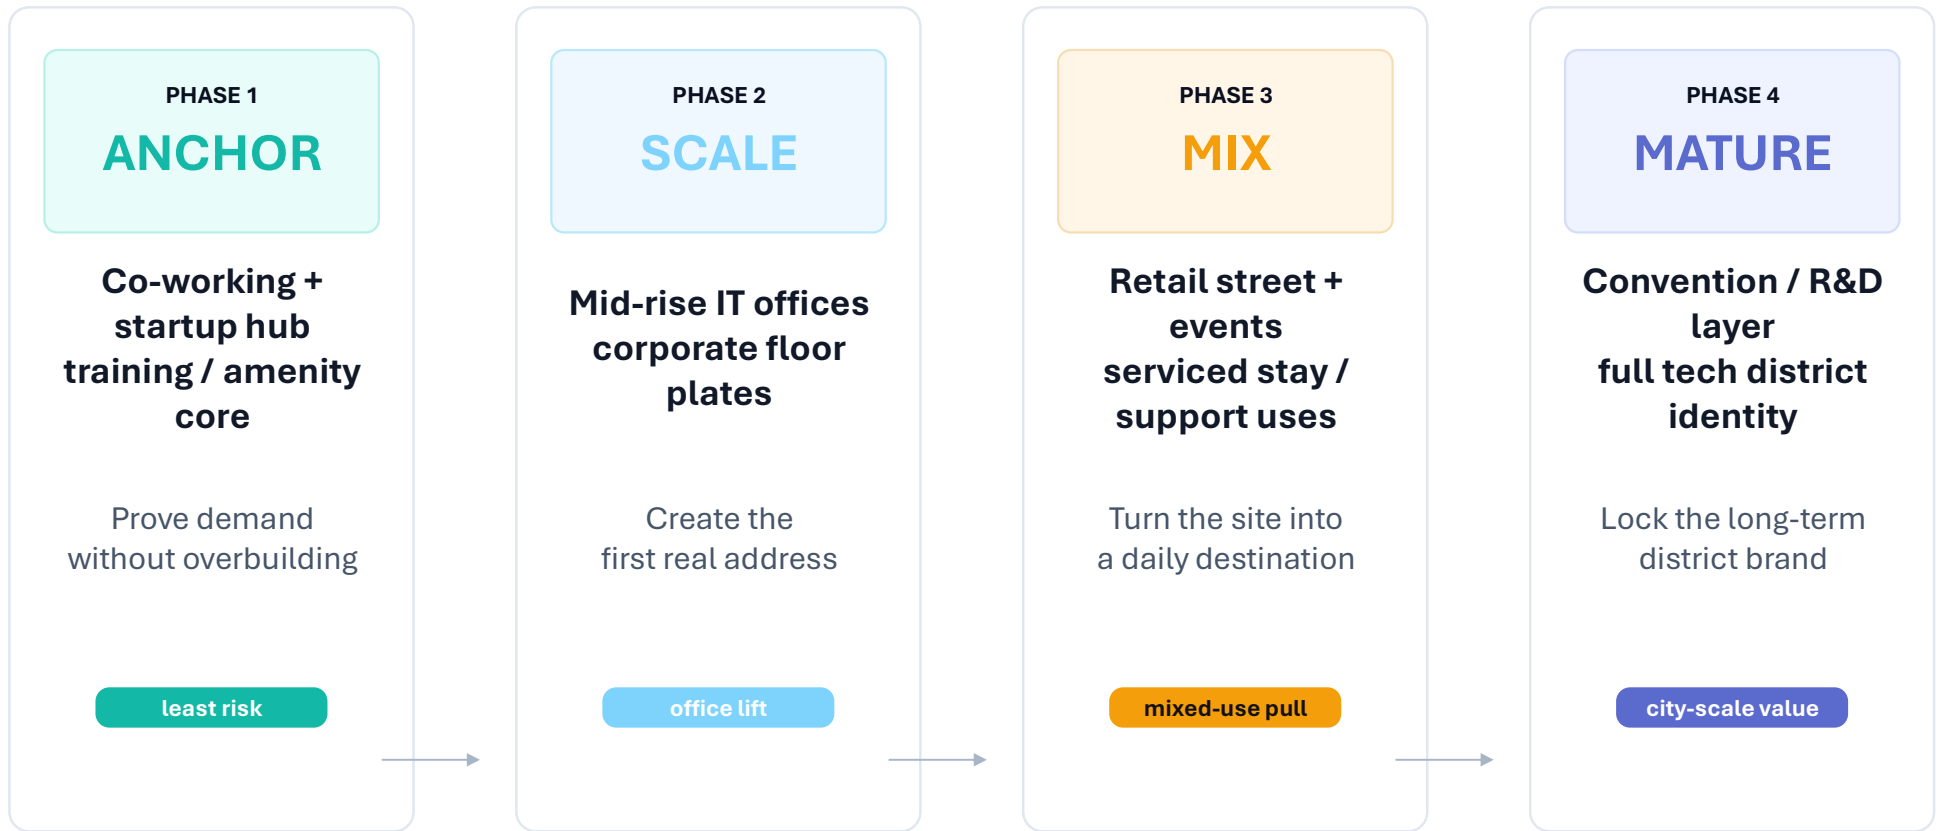 PHASE 1
ANCHOR
Co-working +
startup hub
training / amenity
core
Prove demand
without overbuilding
least risk
PHASE 2
SCALE
Mid-rise IT offices
corporate floor
plates
Create the
first real address
office lift
PHASE 3
MIX
Retail street +
events
serviced stay /
support uses
Turn the site into
a daily destination
mixed-use pull
PHASE 4
MATURE
Convention / R&D
layer
full tech district
identity
Lock the long-term
district brand
city-scale value